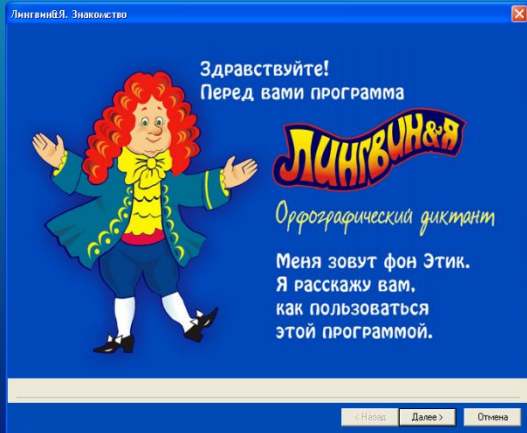 Лингвин&Я. Знакомство
Здравствуйте!
Перед вами программа
ЛИНГВИН&Я
Орфографический диктант
Меня зовут фон Этик.
Я расскажу вам,
как пользоваться
этой программой.
< Назад Далее > Отмена